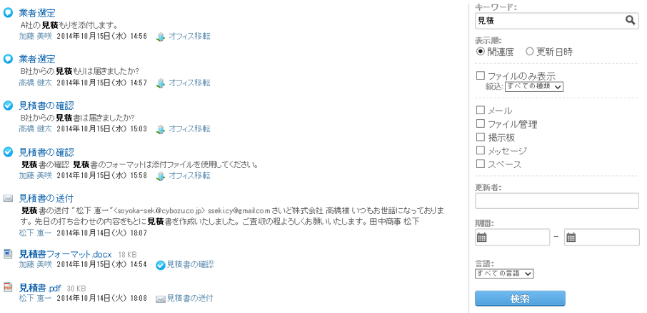 業者選定
A社の 見積もりを添付します。
加藤 美咲 2014年10月15日(水) 14:56 オフィス移転
業者選定
B社からの 見積もりは届きましたか?
高橋 健太 2014年10月15日(水) 14:57 オフィス移転
見積書の確認
B社からの 見積書は届きましたか?
高橋 健太 2014年10月15日(水) 15:03 オフィス移転
見積書の確認
見積書の確認 見積書のフォーマットは添付ファイルを使用してください。
加藤 美咲 2014年10月15日(水) 15:58 オフィス移転
見積書の送付
見積書の送付 "松下 憲一"<soyoka-seki@cybozu.co.jp> sseki.cy@gmail.com さいど株式会社 高橋様 いつもお世話になっておりま
す。 先日の打ち合わせの内容をもとに見積書を作成いたしました。 ご査収の程よろしくお願いいたします。 田中商事 松下
松下 憲一 2014年10月14日(火) 18:07
見積書フォーマット.docx 18 KB
加藤 美咲 2014年10月15日(水) 14:54 見積書の確認
見積書.pdf 30 KB
松下 憲一 2014年10月14日(火) 18:08 見積書の送付
キーワード:
見積
表示順:
関連度 更新日時
ファイルのみ表示
絞込: すべての種類
メール
ファイル管理
掲示板
メッセージ
スペース
更新者:
期間:
–
言語:
すべての言語
検索